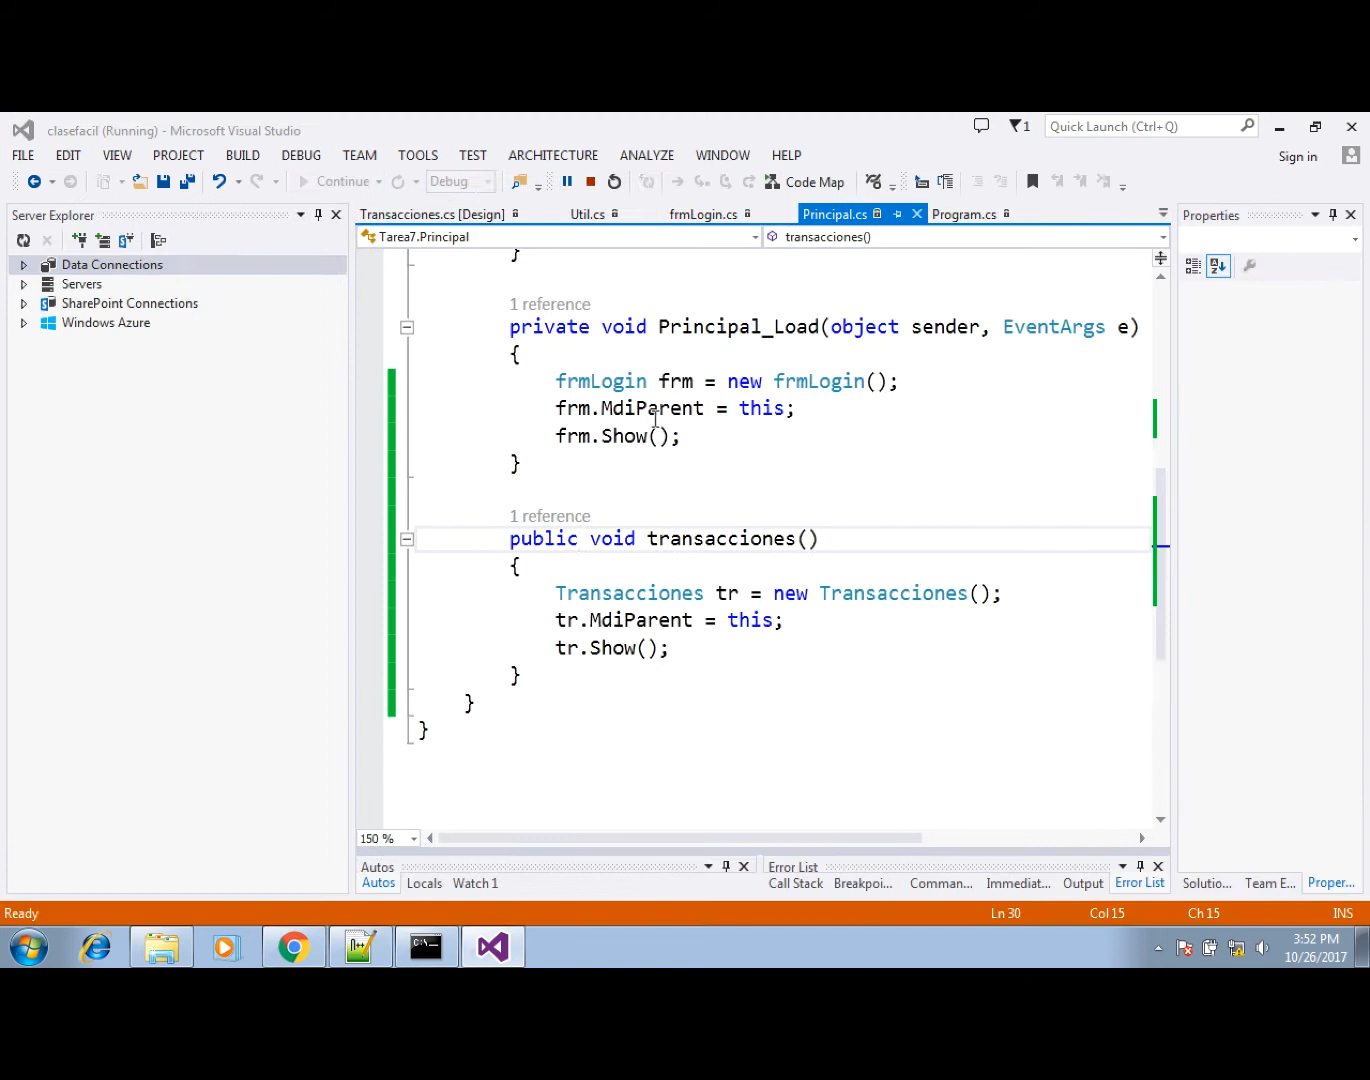 clasefacil (Running) - Microsoft Visual Studio
1
Quick Launch (Ctrl+Q)
FILE EDIT VIEW PROJECT BUILD DEBUG TEAM TOOLS TEST ARCHITECTURE ANALYZE WINDOW HELP
Sign in
Continue
Debug
Code Map
Server Explorer
Transacciones.cs [Design]
Util.cs
frmLogin.cs
Principal.cs
Program.cs
Properties
Tarea7.Principal
transacciones()
Data Connections
Servers
SharePoint Connections
Windows Azure
}
1 reference
private void Principal_Load(object sender, EventArgs e)
{
frmLogin frm = new frmLogin();
frm.MdiParent = this;
frm.Show();
}
1 reference
public void transacciones()
{
Transacciones tr = new Transacciones();
tr.MdiParent = this;
tr.Show();
}
}
}
150 %
Autos
Error List
Autos Locals Watch 1
Call Stack Breakpoi... Comman... Immediat... Output Error List
Solutio... Team E... Proper...
Ready
Ln 30
Col 15
Ch 15
INS
3:52 PM
10/26/2017